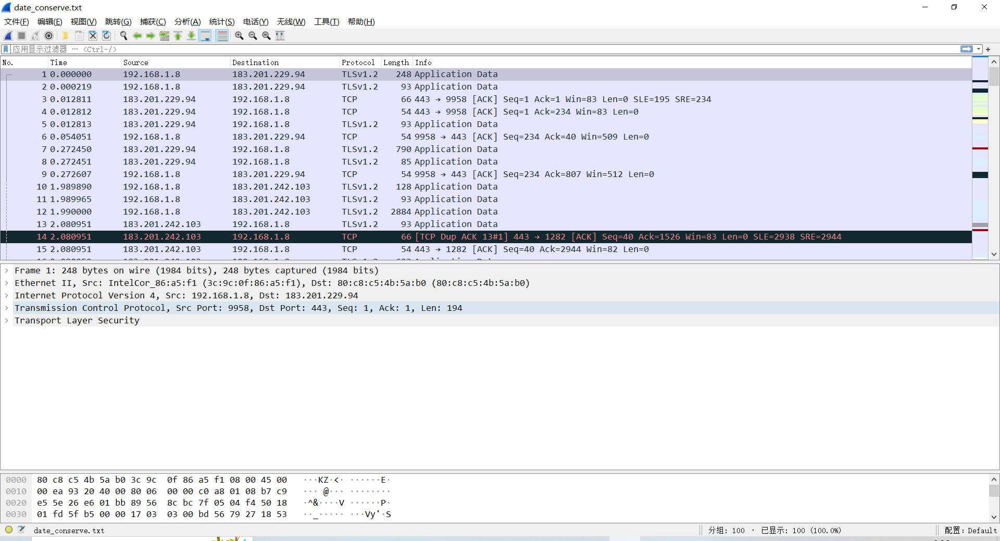 date_conserve.txt
文件(F) 编辑(E) 视图(V) 跳转(G) 捕获(C) 分析(A) 统计(S) 电话(Y) 无线(W) 工具(T) 帮助(H)
应用显示过滤器 … <Ctrl-/>
No. Time Source Destination Protocol Length Info
1 0.000000 192.168.1.8 183.201.229.94 TLSv1.2 248 Application Data
2 0.000219 192.168.1.8 183.201.229.94 TLSv1.2 93 Application Data
3 0.012811 183.201.229.94 192.168.1.8 TCP 66 443 → 9958 [ACK] Seq=1 Ack=1 Win=83 Len=0 SLE=195 SRE=234
4 0.012812 183.201.229.94 192.168.1.8 TCP 54 443 → 9958 [ACK] Seq=1 Ack=234 Win=83 Len=0
5 0.012813 183.201.229.94 192.168.1.8 TLSv1.2 93 Application Data
6 0.054051 192.168.1.8 183.201.229.94 TCP 54 9958 → 443 [ACK] Seq=234 Ack=40 Win=509 Len=0
7 0.272450 183.201.229.94 192.168.1.8 TLSv1.2 790 Application Data
8 0.272451 183.201.229.94 192.168.1.8 TLSv1.2 85 Application Data
9 0.272607 192.168.1.8 183.201.229.94 TCP 54 9958 → 443 [ACK] Seq=234 Ack=807 Win=512 Len=0
10 1.989890 192.168.1.8 183.201.242.103 TLSv1.2 128 Application Data
11 1.989965 192.168.1.8 183.201.242.103 TLSv1.2 93 Application Data
12 1.990000 192.168.1.8 183.201.242.103 TLSv1.2 2884 Application Data
13 2.080951 183.201.242.103 192.168.1.8 TLSv1.2 93 Application Data
14 2.080951 183.201.242.103 192.168.1.8 TCP 66 [TCP Dup ACK 13#1] 443 → 1282 [ACK] Seq=40 Ack=1526 Win=83 Len=0 SLE=2938 SRE=2944
15 2.080951 183.201.242.103 192.168.1.8 TCP 54 443 → 1282 [ACK] Seq=40 Ack=2944 Win=82 Len=0
Frame 1: 248 bytes on wire (1984 bits), 248 bytes captured (1984 bits)
Ethernet II, Src: IntelCor_86:a5:f1 (3c:9c:0f:86:a5:f1), Dst: 80:c8:c5:4b:5a:b0 (80:c8:c5:4b:5a:b0)
Internet Protocol Version 4, Src: 192.168.1.8, Dst: 183.201.229.94
Transmission Control Protocol, Src Port: 9958, Dst Port: 443, Seq: 1, Ack: 1, Len: 194
Transport Layer Security
0000 80 c8 c5 4b 5a b0 3c 9c 0f 86 a5 f1 08 00 45 00 ···KZ·<· ······E·
0010 00 ea 93 20 40 00 80 06 00 00 c0 a8 01 08 b7 c9 ··· @··· ········
0020 e5 5e 26 e6 01 bb 89 56 8c bc 7f 05 04 f4 50 18 ·^&····V ······P·
0030 01 fd 5f b5 00 00 17 03 03 00 bd 56 79 27 18 53 ··_····· ···Vy'·S
date_conserve.txt 分组: 100 · 已显示: 100 (100.0%) 配置: Default